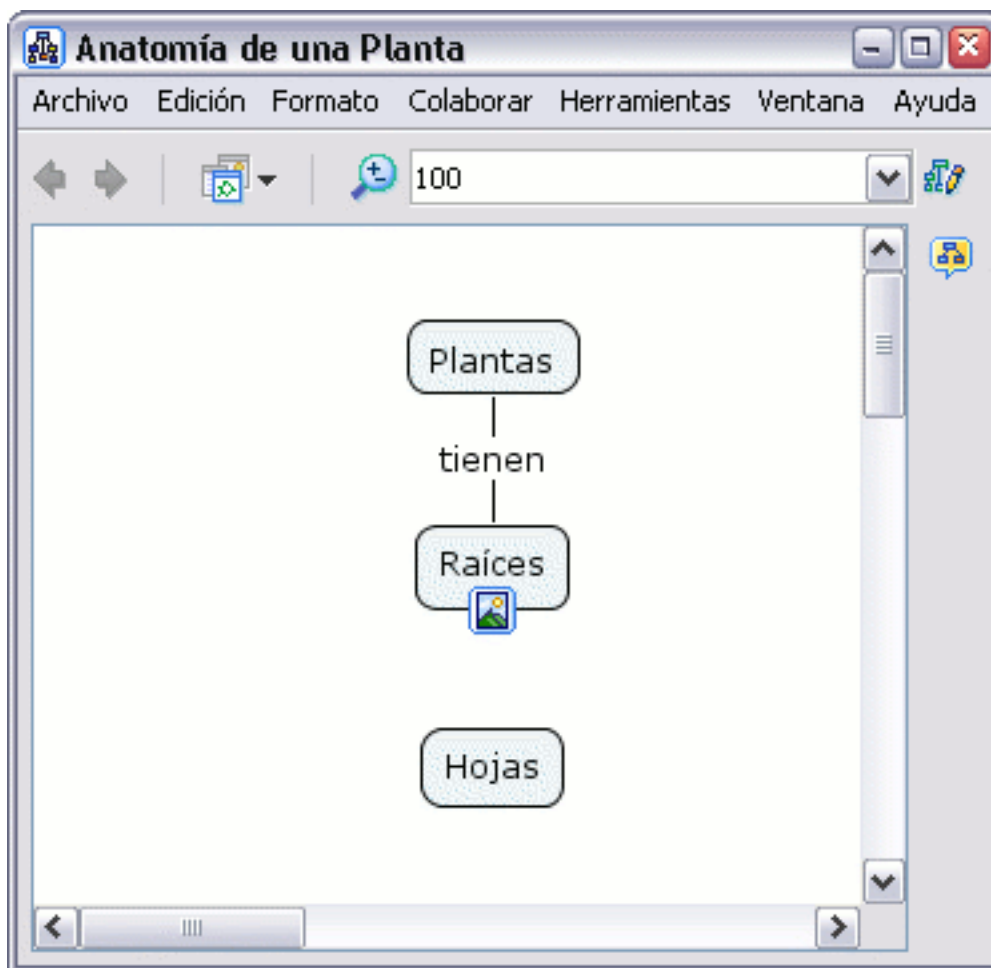 Anatomía de una Planta
Archivo Edición Formato Colaborar Herramientas Ventana Ayuda
100
Plantas
tienen
Raíces
Hojas